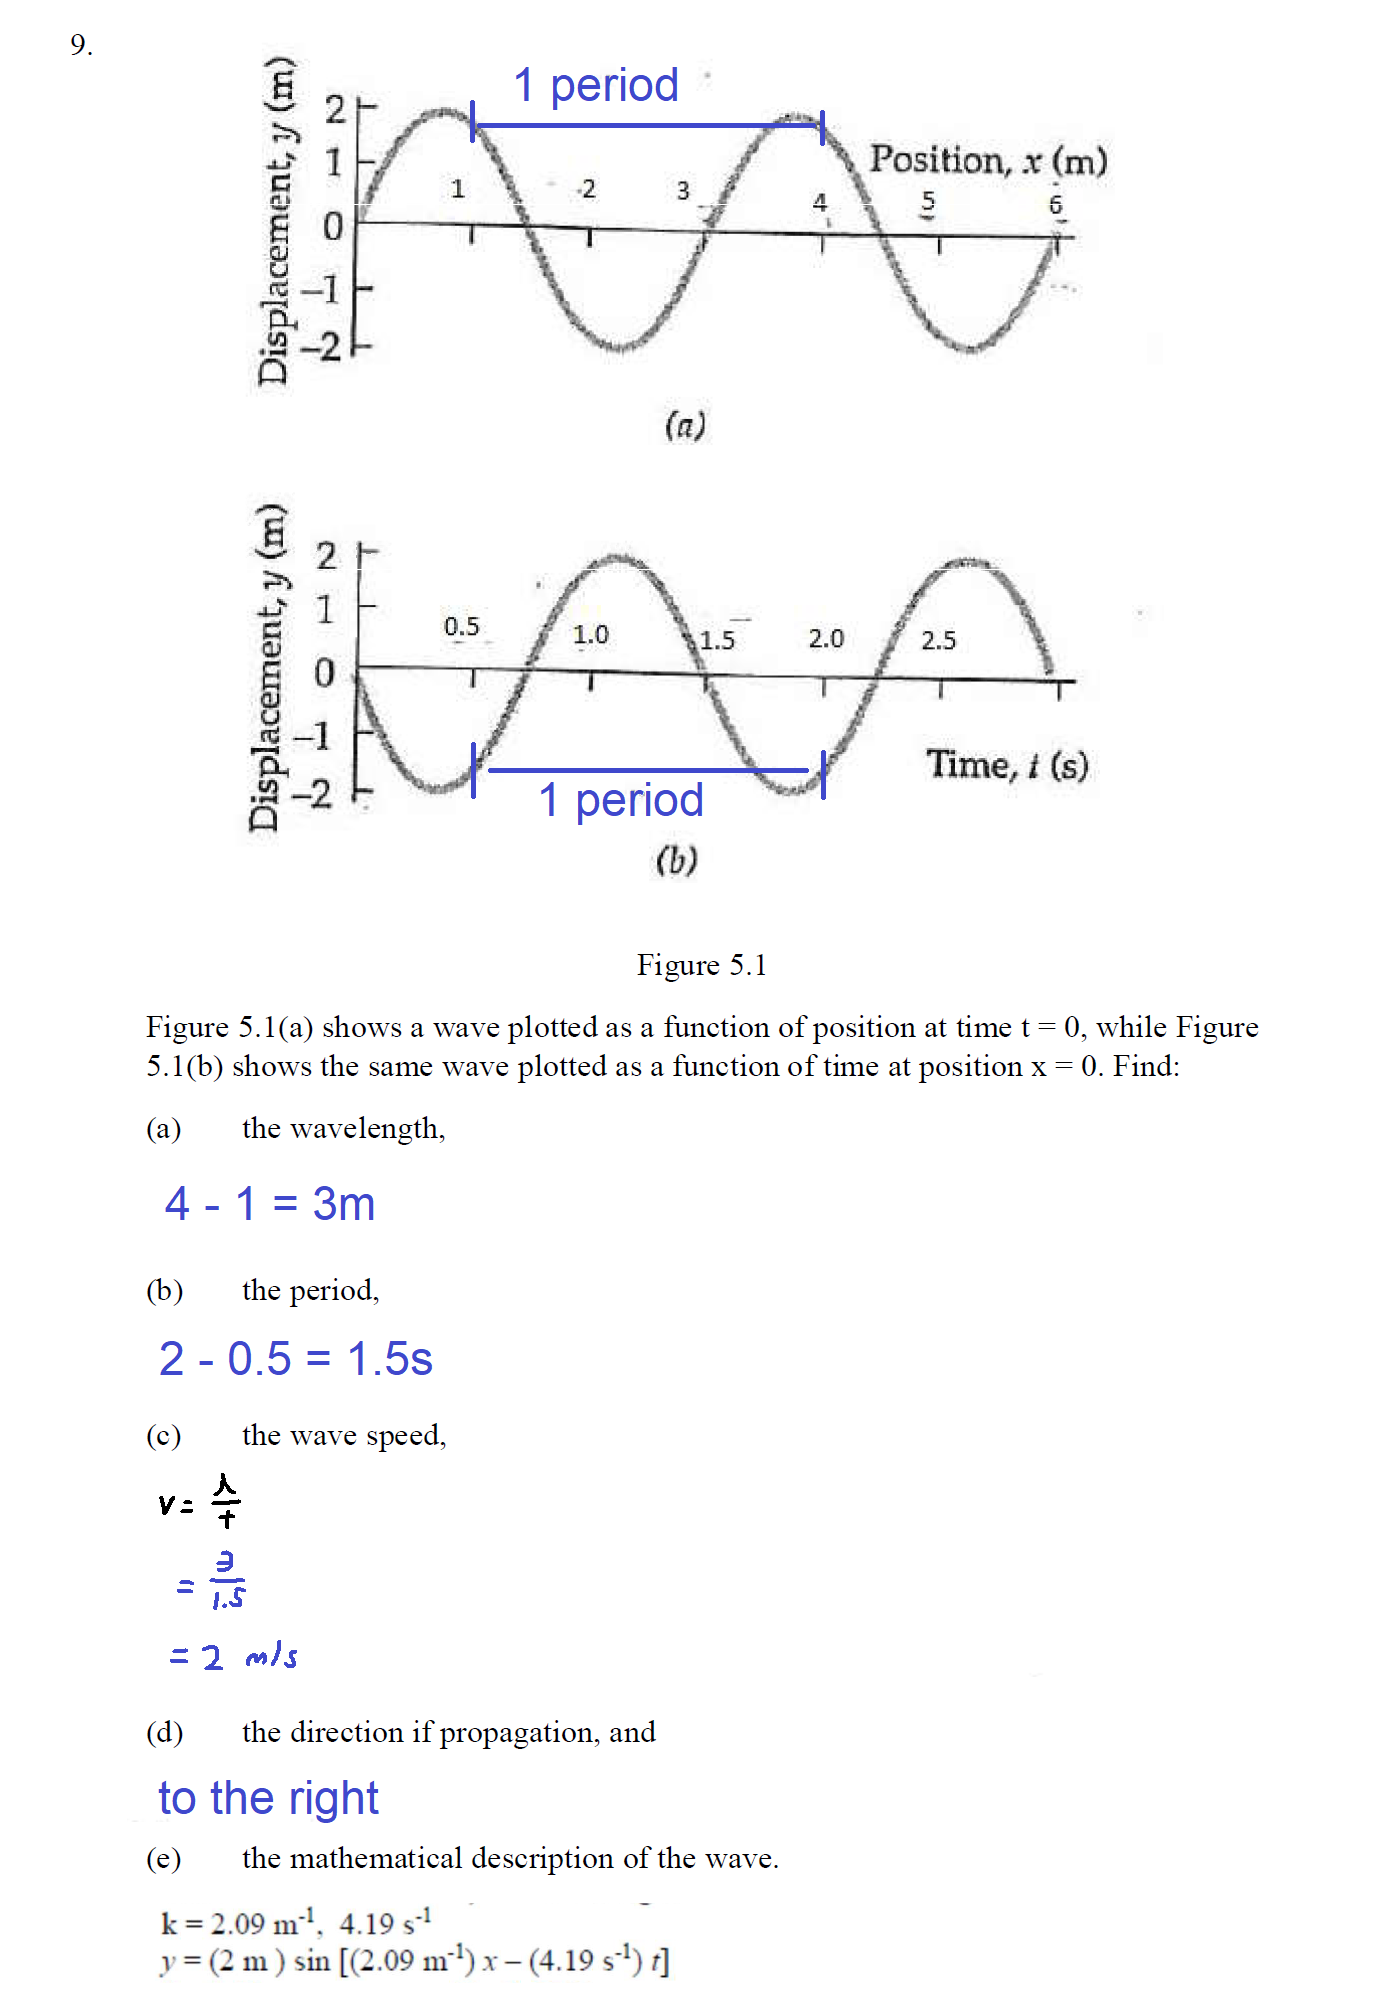 9.
1 period
Displacement, y (m)
2
1
0
−1
−2
1 2 3 4 5 6
Position, x (m)
(a)
Displacement, y (m)
2
1
0
−1
−2
0.5 1.0 1.5 2.0 2.5
Time, t (s)
1 period
(b)
Figure 5.1
Figure 5.1(a) shows a wave plotted as a function of position at time t = 0, while Figure
5.1(b) shows the same wave plotted as a function of time at position x = 0. Find:
(a) the wavelength,
4 - 1 = 3m
(b) the period,
2 - 0.5 = 1.5s
(c) the wave speed,
v = λ/T
= 3/1.5
= 2 m/s
(d) the direction if propagation, and
to the right
(e) the mathematical description of the wave.
k = 2.09 m⁻¹, 4.19 s⁻¹
y = (2 m ) sin [(2.09 m⁻¹) x – (4.19 s⁻¹) t]